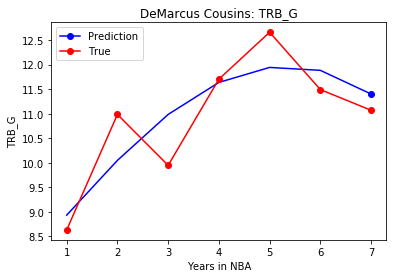 DeMarcus Cousins: TRB_G
Prediction
True
TRB_G
12.5
12.0
11.5
11.0
10.5
10.0
9.5
9.0
8.5
1 2 3 4 5 6 7
Years in NBA